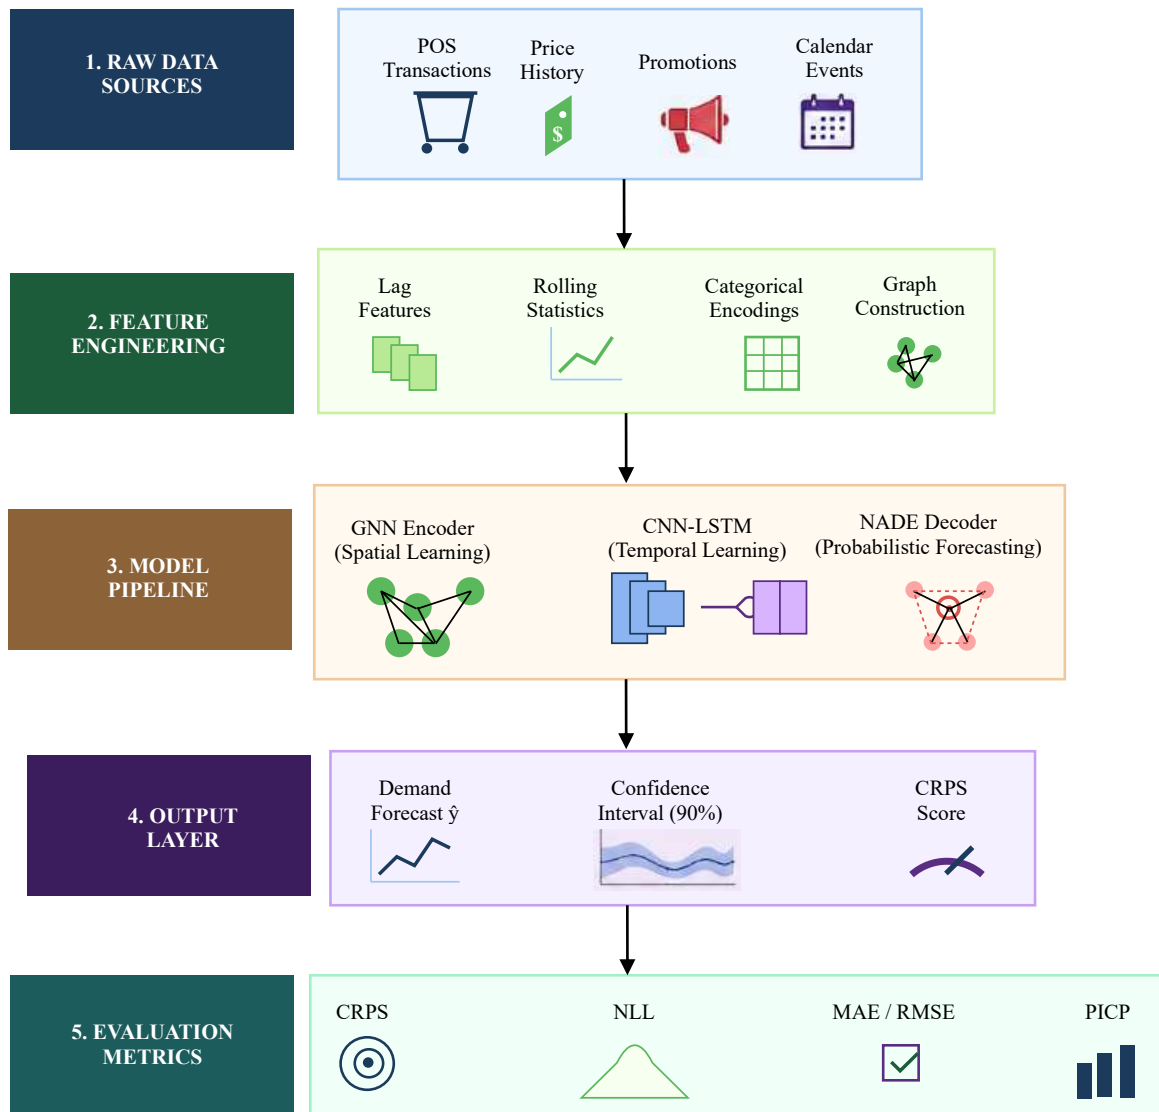 1. RAW DATA
SOURCES
POS
Transactions
Price
History
Promotions
Calendar
Events
$
2. FEATURE
ENGINEERING
Lag
Features
Rolling
Statistics
Categorical
Encodings
Graph
Construction
3. MODEL
PIPELINE
GNN Encoder
(Spatial Learning)
CNN-LSTM
(Temporal Learning)
NADE Decoder
(Probabilistic Forecasting)
4. OUTPUT
LAYER
Demand
Forecast ŷ
Confidence
Interval (90%)
CRPS
Score
5. EVALUATION
METRICS
CRPS
NLL
MAE / RMSE
PICP